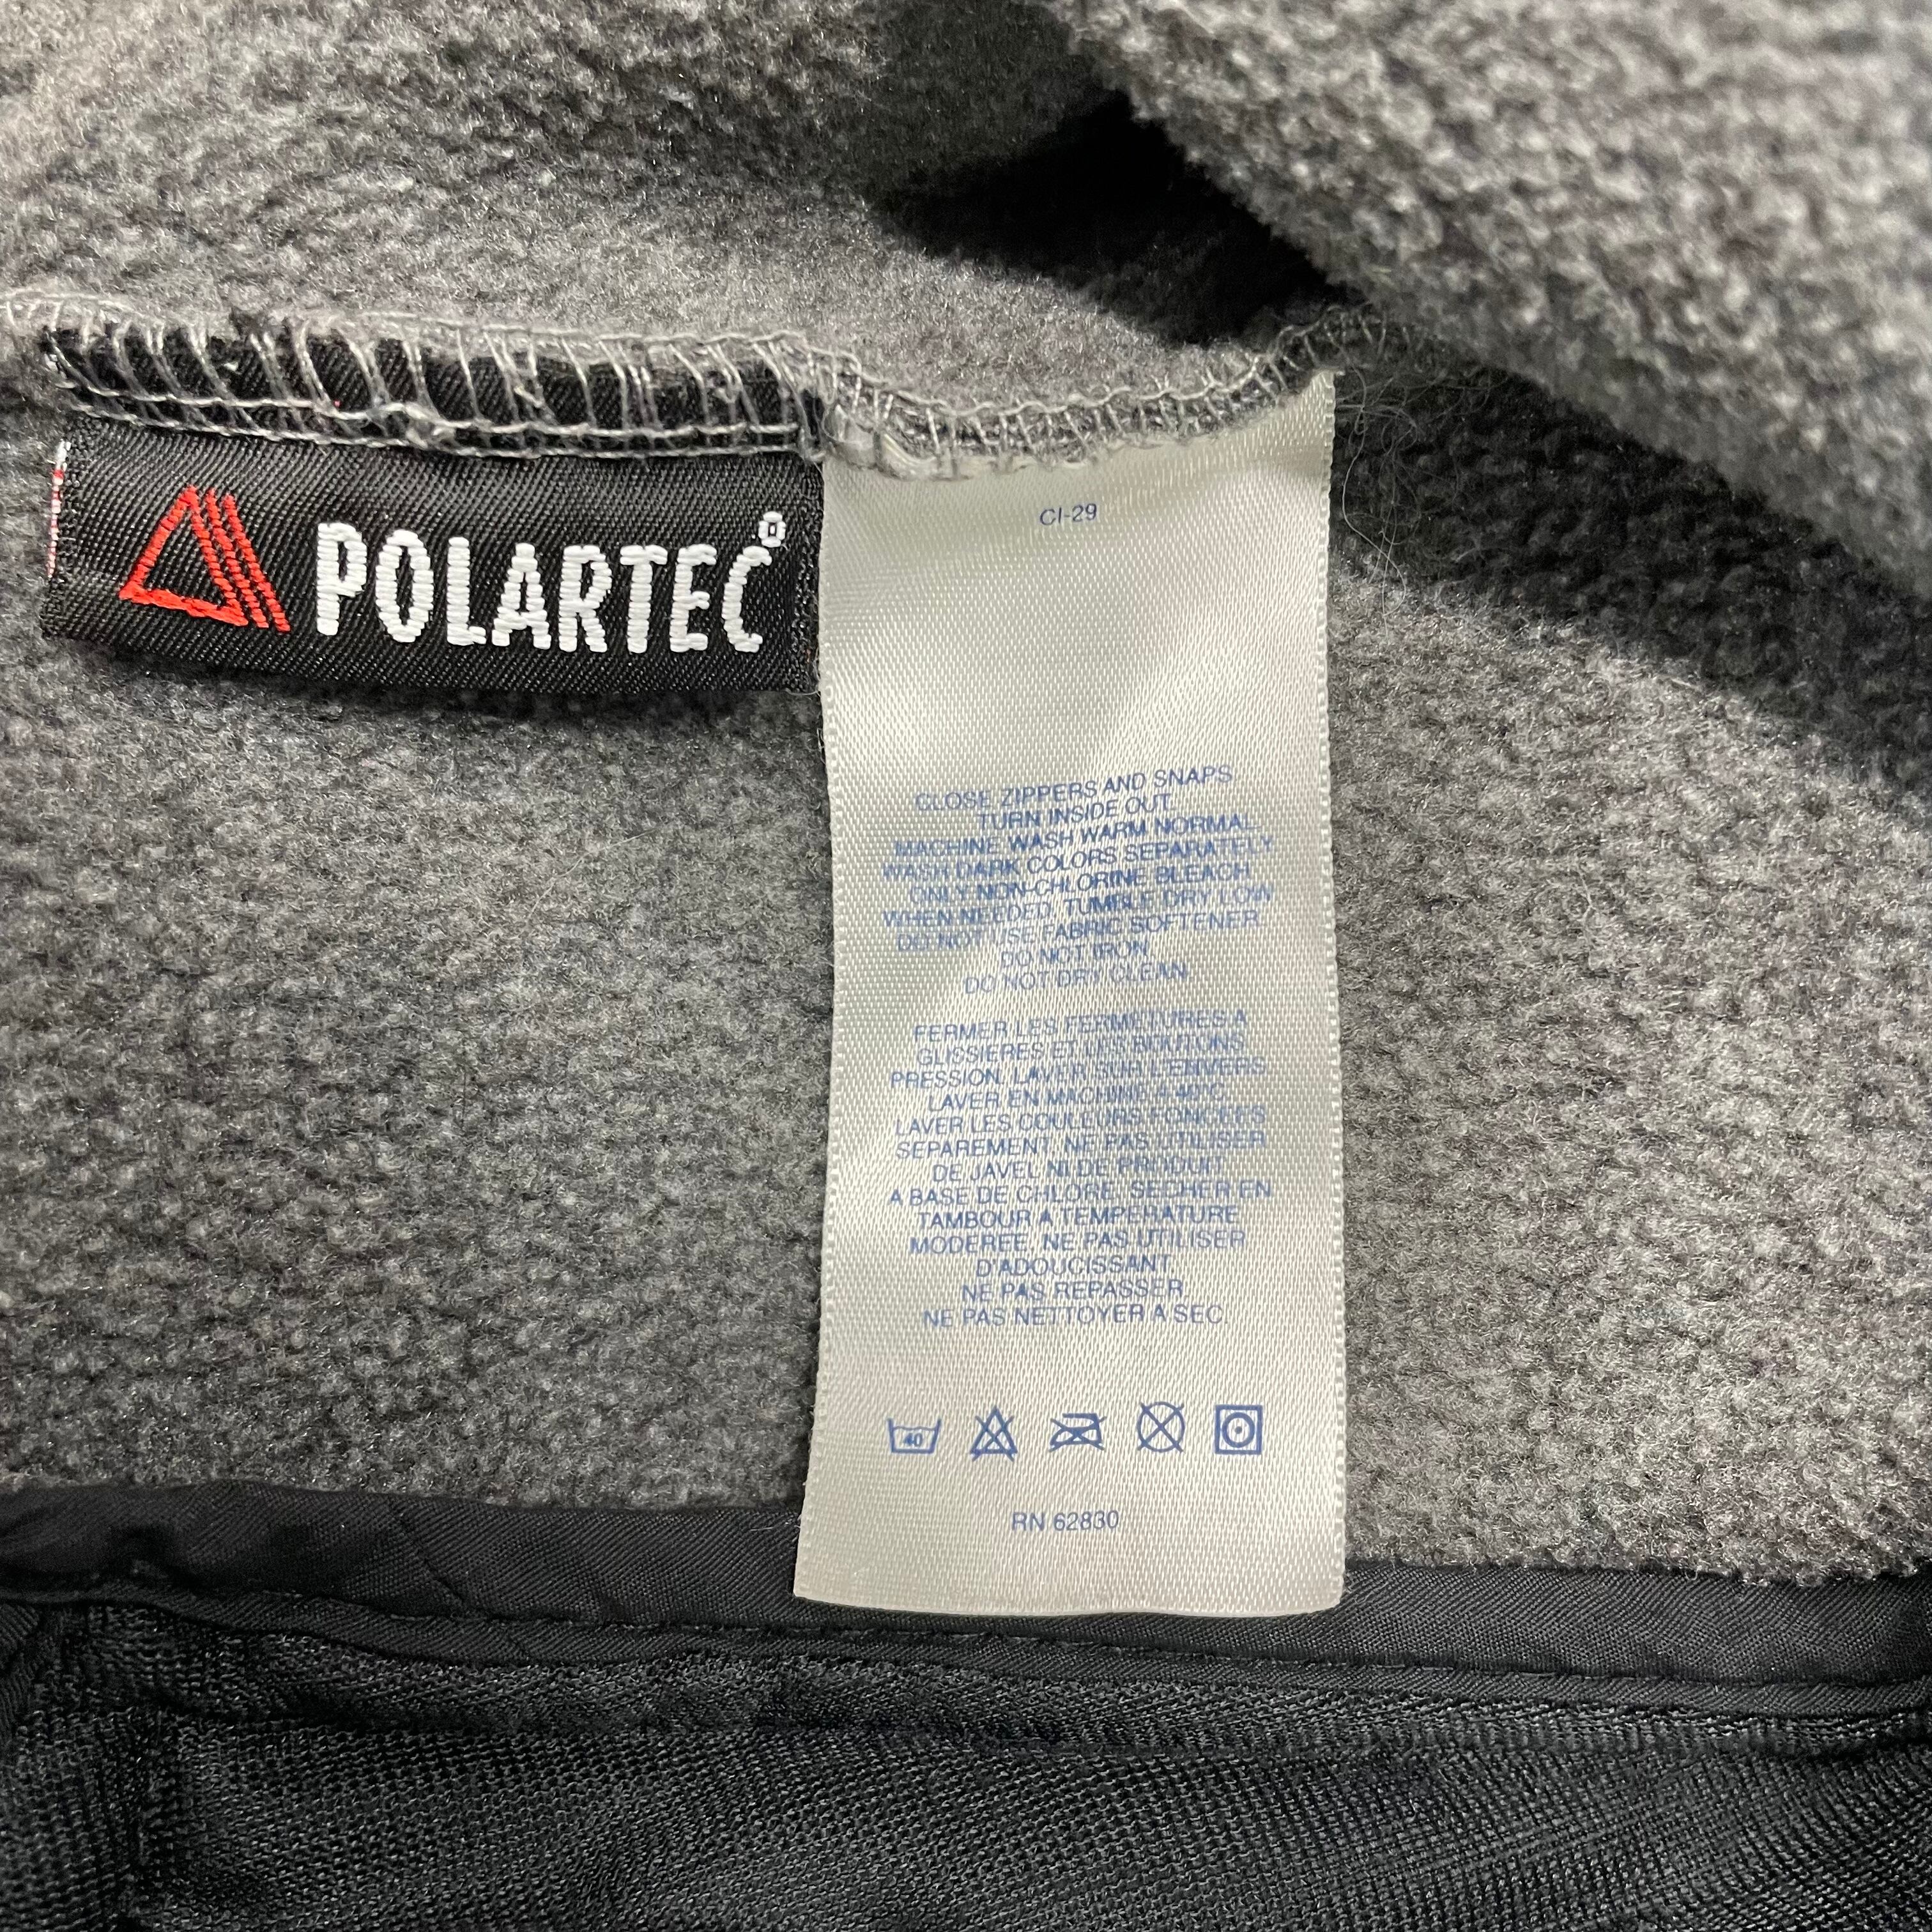 POLARTEC®
CI-29
CLOSE ZIPPERS AND SNAPS
TURN INSIDE OUT
MACHINE WASH WARM NORMAL
WASH DARK COLORS SEPARATELY
ONLY NON-CHLORINE BLEACH
WHEN NEEDED, TUMBLE DRY LOW
DO NOT USE FABRIC SOFTENER
DO NOT IRON
DO NOT DRY CLEAN
FERMER LES FERMETURES A
GLISSIERES ET LES BOUTONS
PRESSION, LAVER SUR L'ENVERS
LAVER EN MACHINE A 40°C
LAVER LES COULEURS FONCEES
SEPAREMENT, NE PAS UTILISER
DE JAVEL NI DE PRODUIT
A BASE DE CHLORE, SECHER EN
TAMBOUR A TEMPERATURE
MODEREE, NE PAS UTILISER
D'ADOUCISSANT
NE PAS REPASSER
NE PAS NETTOYER A SEC
40
RN 62830